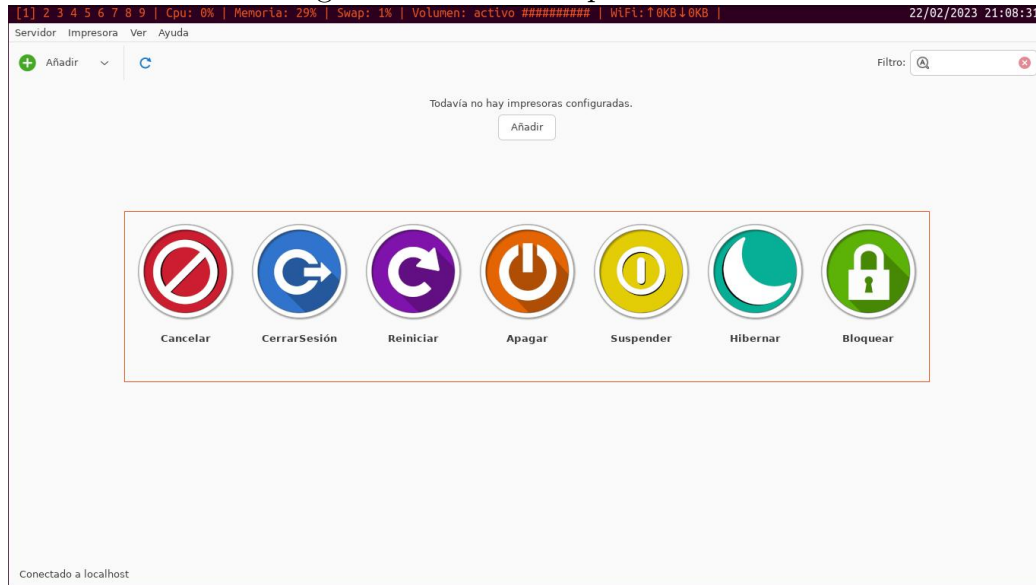 [1] 2 3 4 5 6 7 8 9 | Cpu: 0% | Memoria: 29% | Swap: 1% | Volumen: activo ########## | WiFi:↑0KB↓0KB | 22/02/2023 21:08:31
Servidor Impresora Ver Ayuda
Añadir Filtro:
Todavía no hay impresoras configuradas.
Añadir
Cancelar CerrarSesión Reiniciar Apagar Suspender Hibernar Bloquear
Conectado a localhost